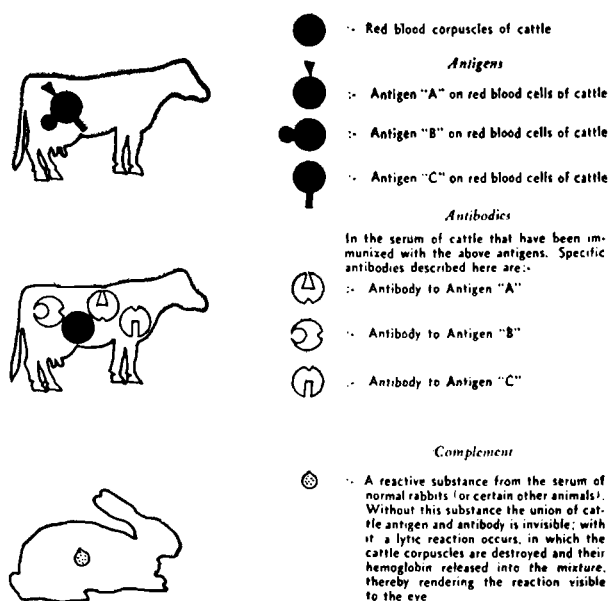 :- Red blood corpuscles of cattle
Antigens
:- Antigen "A" on red blood cells of cattle
:- Antigen "B" on red blood cells of cattle
:- Antigen "C" on red blood cells of cattle
Antibodies
In the serum of cattle that have been im-
munized with the above antigens. Specific
antibodies described here are:-
:- Antibody to Antigen "A"
:- Antibody to Antigen "B"
:- Antibody to Antigen "C"
Complement
:- A reactive substance from the serum of
normal rabbits (or certain other animals).
Without this substance the union of cat-
tle antigen and antibody is invisible; with
it a lytic reaction occurs, in which the
cattle corpuscles are destroyed and their
hemoglobin released into the mixture,
thereby rendering the reaction visible
to the eye